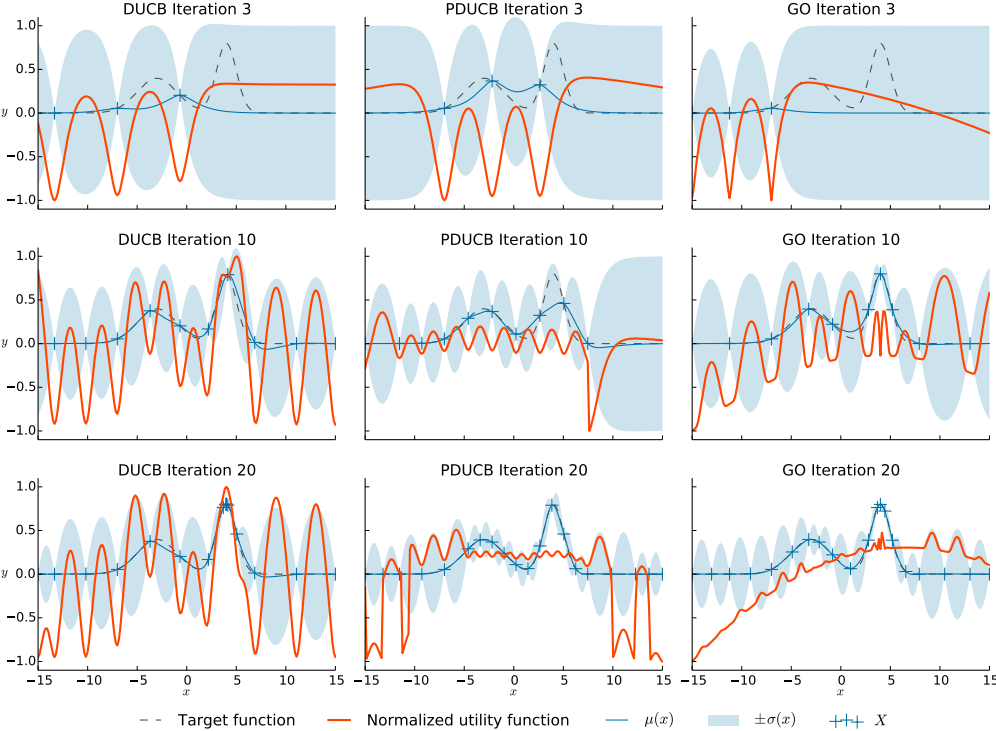 DUCB Iteration 3 PDUCB Iteration 3 GO Iteration 3
1.0
0.5
y 0.0 y y
−0.5
−1.0
DUCB Iteration 10 PDUCB Iteration 10 GO Iteration 10
1.0
0.5
y 0.0 y y
−0.5
−1.0
DUCB Iteration 20 PDUCB Iteration 20 GO Iteration 20
1.0
0.5
y 0.0 y y
−0.5
−1.0
−15 −10 −5 0 5 10 15 −10 −5 0 5 10 15 −10 −5 0 5 10 15
x x x
Target function Normalized utility function μ(x) ±σ(x) X